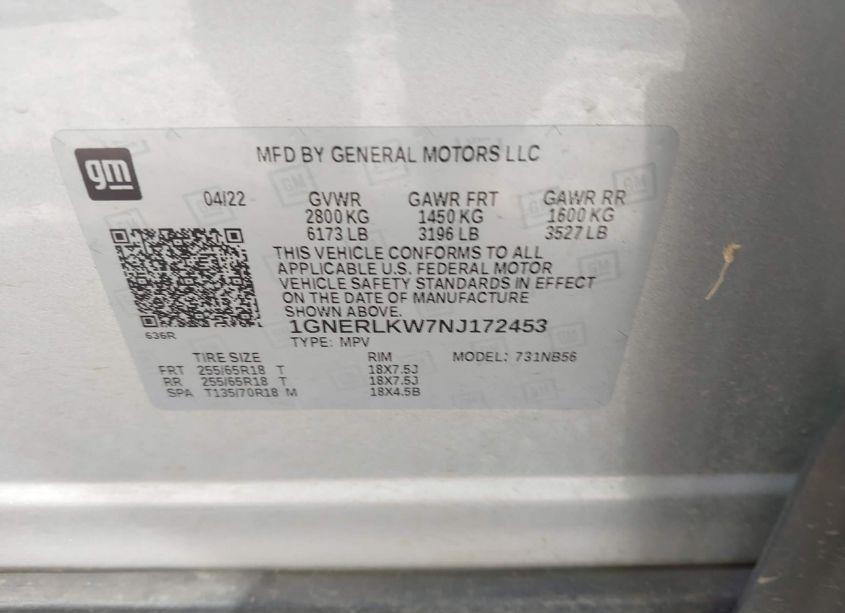 gm
MFD BY GENERAL MOTORS LLC
04/22 GVWR GAWR FRT GAWR RR
2800 KG 1450 KG 1600 KG
6173 LB 3196 LB 3527 LB
THIS VEHICLE CONFORMS TO ALL
APPLICABLE U.S. FEDERAL MOTOR
VEHICLE SAFETY STANDARDS IN EFFECT
ON THE DATE OF MANUFACTURE
SHOWN ABOVE.
1GNERLKW7NJ172453
636R
TYPE: MPV
TIRE SIZE RIM MODEL: 731NB56
FRT 255/65R18 T 18X7.5J
RR 255/65R18 T 18X7.5J
SPA T135/70R18 M 18X4.5B